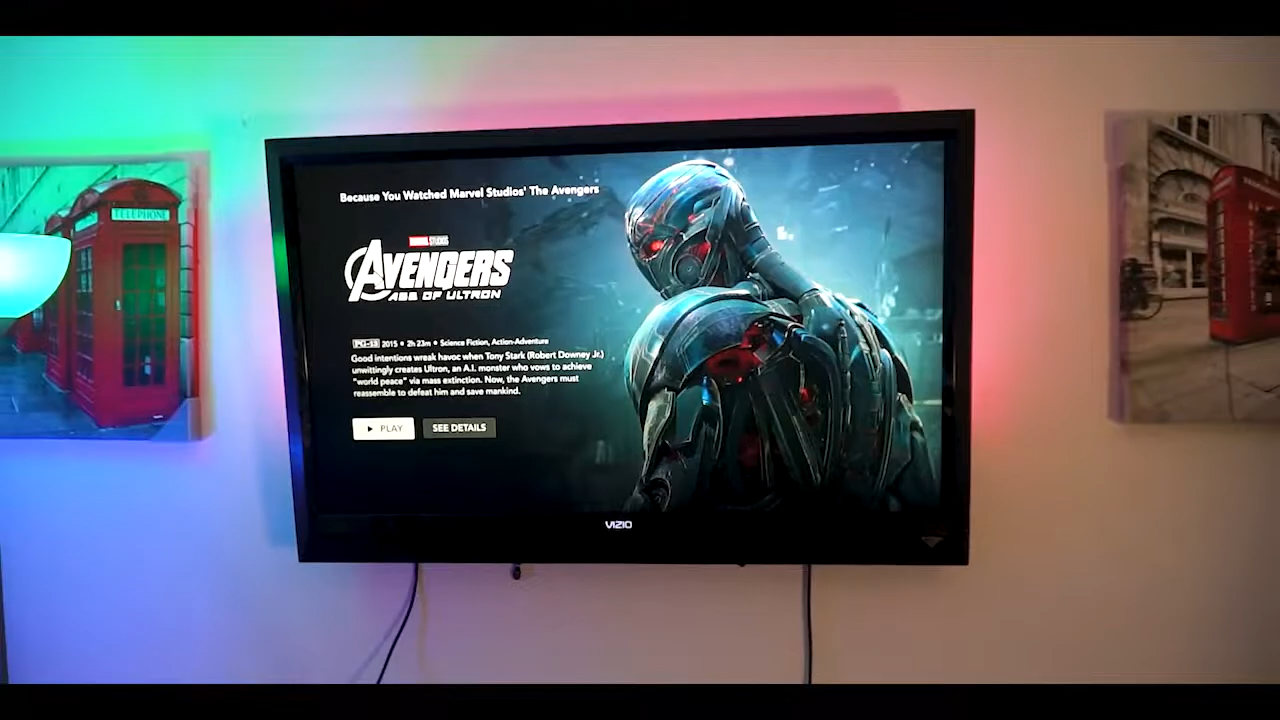 TELEPHONE
Because You Watched Marvel Studios' The Avengers
MARVEL STUDIOS
AVENGERS
AGE OF ULTRON
PG-13 2015 • 2h 23m • Science Fiction, Action-Adventure
Good intentions wreak havoc when Tony Stark (Robert Downey Jr.)
unwittingly creates Ultron, an A.I. monster who vows to achieve
"world peace" via mass extinction. Now, the Avengers must
reassemble to defeat him and save mankind.
PLAY
SEE DETAILS
VIZIO